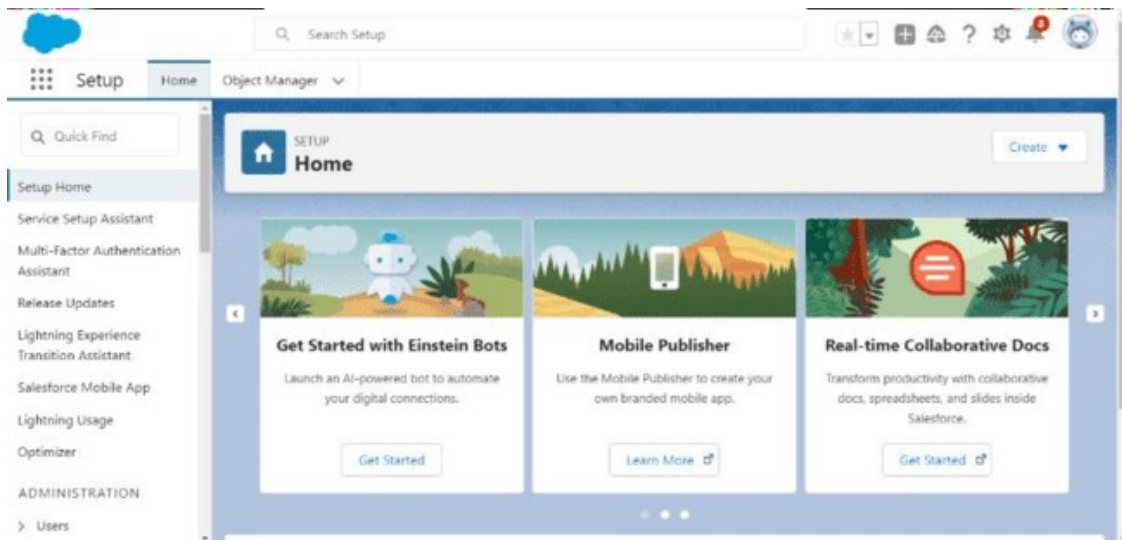 Search Setup
8
Setup
Home
Object Manager
Quick Find
SETUP
Home
Create
Setup Home
Service Setup Assistant
Multi-Factor Authentication
Assistant
Release Updates
Lightning Experience
Transition Assistant
Salesforce Mobile App
Lightning Usage
Optimizer
ADMINISTRATION
Users
Get Started with Einstein Bots
Launch an AI-powered bot to automate
your digital connections.
Get Started
Mobile Publisher
Use the Mobile Publisher to create your
own branded mobile app.
Learn More
Real-time Collaborative Docs
Transform productivity with collaborative
docs, spreadsheets, and slides inside
Salesforce.
Get Started